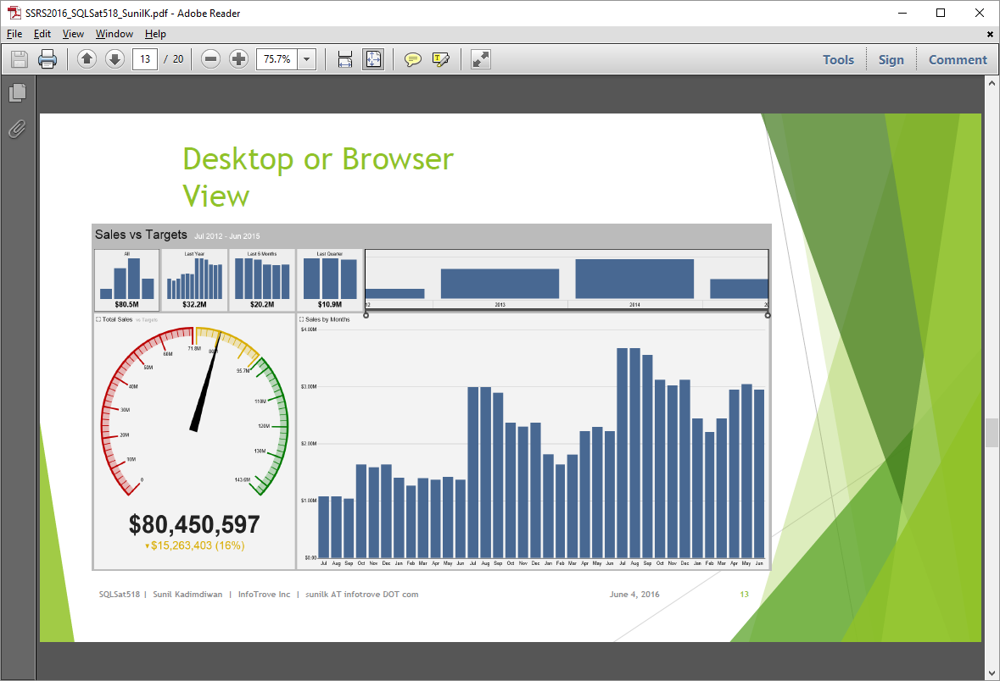 SSRS2016_SQLSat518_SunilK.pdf - Adobe Reader
File Edit View Window Help
13 / 20 75.7% Tools Sign Comment
Desktop or Browser
View
Sales vs Targets Jul 2012 - Jun 2015
All Last Year Last 6 Months Last Quarter
$80.5M $32.2M $20.2M $10.9M
12 2013 2014 20
Total Sales vs Targets
0
10M
20M
30M
40M
50M
60M
71.8M
80M
95.7M
110M
120M
130M
143.6M
$80,450,597
$15,263,403 (16%)
Sales by Months
$4.00M
$3.00M
$2.00M
$1.00M
$0.00
Jul Aug Sep Oct Nov Dec Jan Feb Mar Apr May Jun Jul Aug Sep Oct Nov Dec Jan Feb Mar Apr May Jun Jul Aug Sep Oct Nov Dec Jan Feb Mar Apr May Jun
SQLSat518 | Sunil Kadimdiwan | InfoTrove Inc | sunilk AT infotrove DOT com June 4, 2016 13